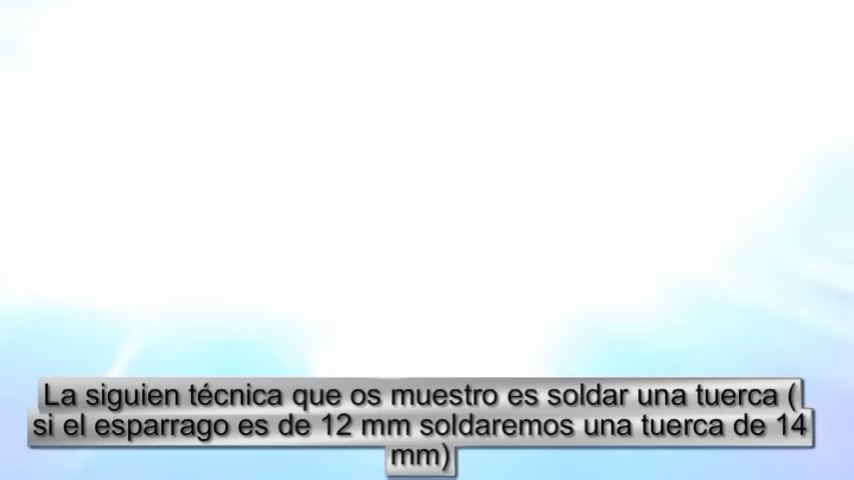 La siguien técnica que os muestro es soldar una tuerca (
si el esparrago es de 12 mm soldaremos una tuerca de 14
mm)